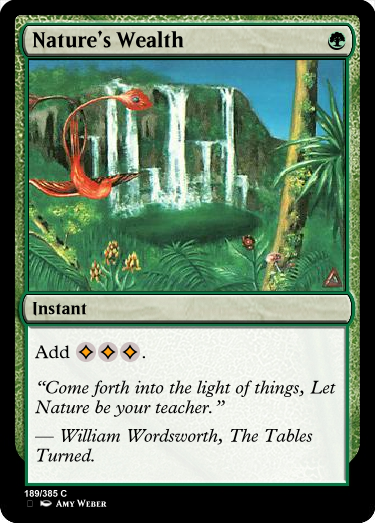 Nature's Wealth
Instant
Add .
“Come forth into the light of things, Let
Nature be your teacher.”
— William Wordsworth, The Tables
Turned.
189/385 C
Amy Weber